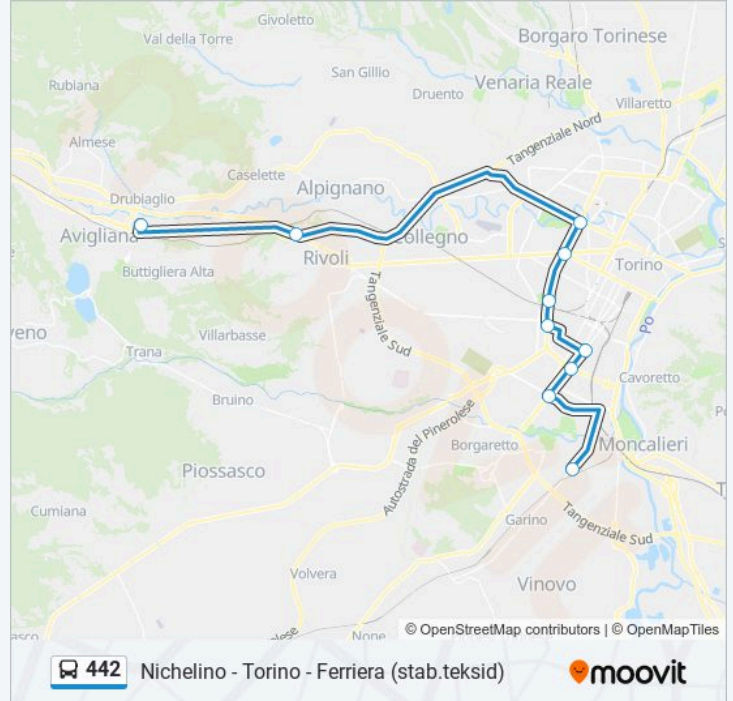 Givoletto
Val della Torre
Borgaro Torinese
San Gillio
Venaria Reale
Rubiana
Druento
Villaretto
Tangenziale Nord
Almese
Caselette
Alpignano
Drubiaglio
Avigliana
Collegno
Rivoli
Torino
Buttigliera Alta
Tangenziale Sud
Po
Villarbasse
Trana
Cavoretto
Bruino
Autostrada del Pinerolese
Borgaretto
Moncalieri
Piossasco
Cumiana
Garino
Tangenziale Sud
Volvera
Vinovo
None
© OpenStreetMap contributors | © OpenMapTiles
442 Nichelino - Torino - Ferriera (stab.teksid)
moovit